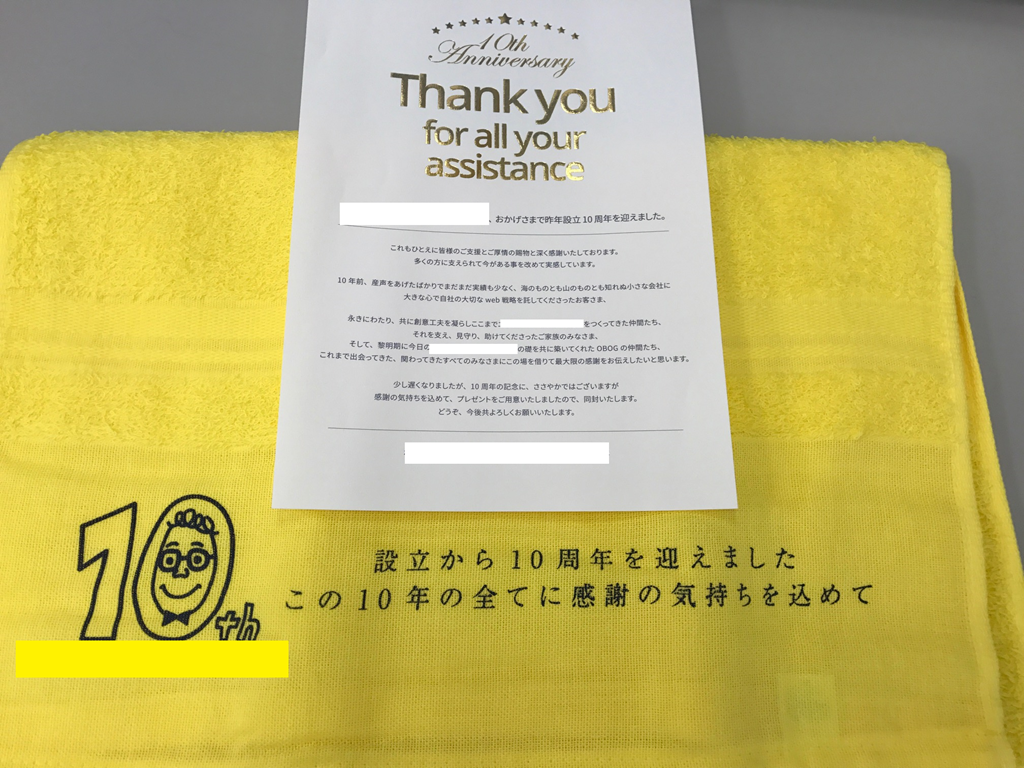 10th
Anniversary
Thank you
for all your
assistance
、おかげさまで昨年設立10周年を迎えました。
これもひとえに皆様のご支援とご厚情の賜物と深く感謝いたしております。
多くの方に支えられて今がある事を改めて実感しています。
10年前、産声をあげたばかりでまだまだ実績も少なく、海のものとも山のものとも知れぬ小さな会社に
大きな心で自社の大切なweb戦略を託してくださったお客さま、
永きにわたり、共に創意工夫を凝らしここまで をつくってきた仲間たち、
それを支え、見守り、助けてくださったご家族のみなさま、
そして、黎明期に今日の の礎を共に築いてくれたOBOGの仲間たち、
これまで出会ってきた、関わってきたすべてのみなさまにこの場を借りて最大限の感謝をお伝えしたいと思います。
少し遅くなりましたが、10周年の記念に、ささやかではございますが
感謝の気持ちを込めて、プレゼントをご用意いたしましたので、同封いたします。
どうぞ、今後共よろしくお願いいたします。
10th
設立から10周年を迎えました
この10年の全てに感謝の気持ちを込めて